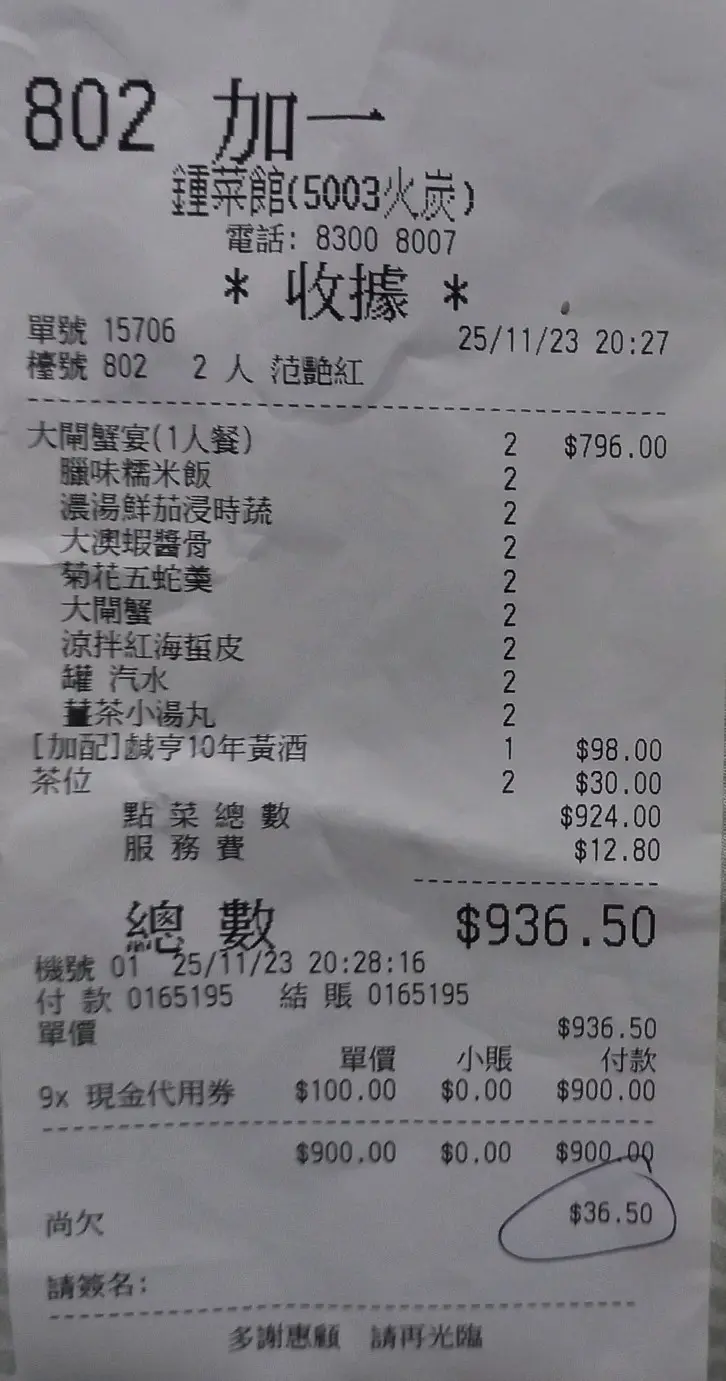 802 加一
鍾菜館(5003火炭)
電話: 8300 8007
* 收據 *
單號 15706 25/11/23 20:27
檯號 802 2 人 范艷紅
大閘蟹宴(1人餐) 2 $796.00
臘味糯米飯 2
濃湯鮮茄浸時蔬 2
大澳蝦醬骨 2
菊花五蛇羹 2
大閘蟹 2
涼拌紅海蜇皮 2
罐 汽水 2
薑茶小湯丸 2
[加配]鹹亨10年黃酒 1 $98.00
茶位 2 $30.00
點 菜 總 數 $924.00
服 務 費 $12.80
總 數 $936.50
機號 01 25/11/23 20:28:16
付 款 0165195 結 賬 0165195
單價 $936.50
單價 小賬 付款
9x 現金代用券 $100.00 $0.00 $900.00
$900.00 $0.00 $900.00
尚欠 $36.50
請簽名:
多謝惠顧 請再光臨